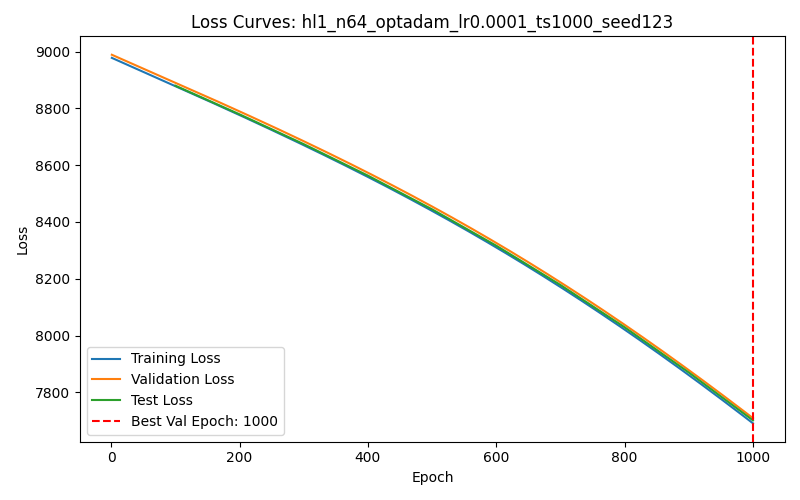 Loss Curves: hl1_n64_optadam_lr0.0001_ts1000_seed123
9000
8800
8600
8400
8200
8000
7800
Loss
Training Loss
Validation Loss
Test Loss
Best Val Epoch: 1000
0 200 400 600 800 1000
Epoch